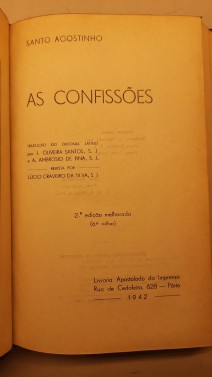 SANTO AGOSTINHO
AS CONFISSÕES
TRADUÇÃO DO ORIGINAL LATINO
por J. OLIVEIRA SANTOS, S. J.
e A. AMBRÓSIO DE PINA, S. J.
REVISTA POR
LÚCIO CRAVEIRO DA SILVA, S. J.
2.ª edição melhorada
(6.º milhar)
Livraria Apostolado da Imprensa
Rua de Cedofeita, 628 — Pôrto
1942